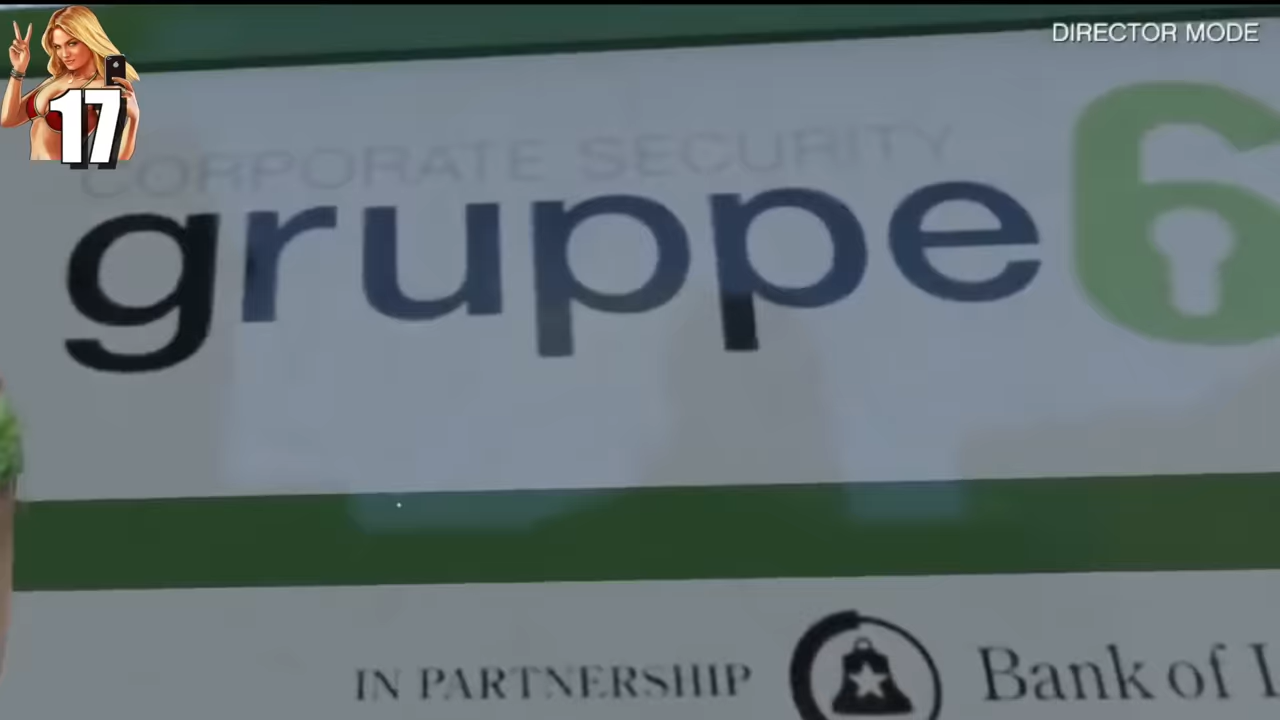 DIRECTOR MODE
17
CORPORATE SECURITY
gruppe6
IN PARTNERSHIP
Bank of L